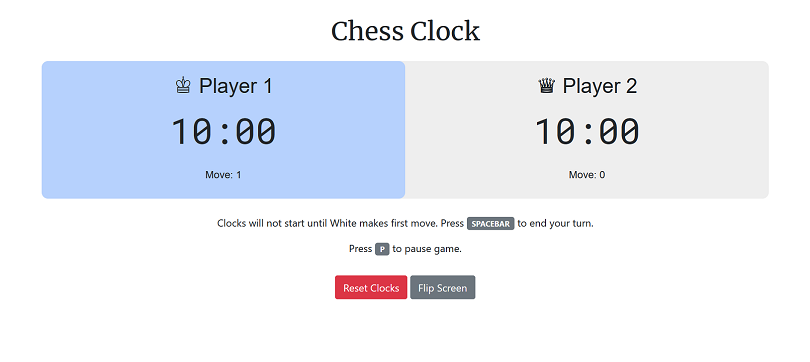 Chess Clock
♔ Player 1
10:00
Move: 1
♛ Player 2
10:00
Move: 0
Clocks will not start until White makes first move. Press SPACEBAR to end your turn.
Press P to pause game.
Reset Clocks
Flip Screen